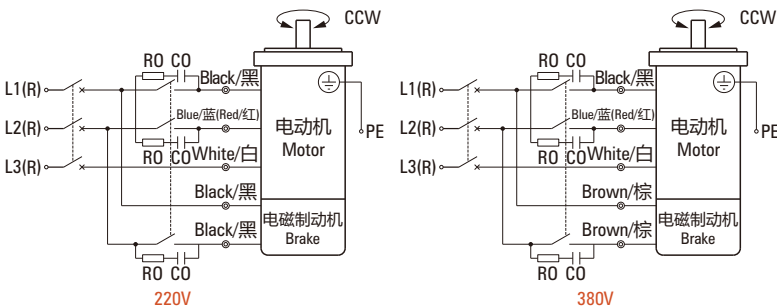 CCW
RO CO
Black/黑
L1(R)
Blue/蓝(Red/红)
L2(R)
电动机
Motor
PE
RO CO
White/白
L3(R)
Black/黑
电磁制动机
Brake
Black/黑
RO CO
220V
CCW
RO CO
Black/黑
L1(R)
Blue/蓝(Red/红)
L2(R)
电动机
Motor
PE
RO CO
White/白
L3(R)
Brown/棕
电磁制动机
Brake
Brown/棕
RO CO
380V